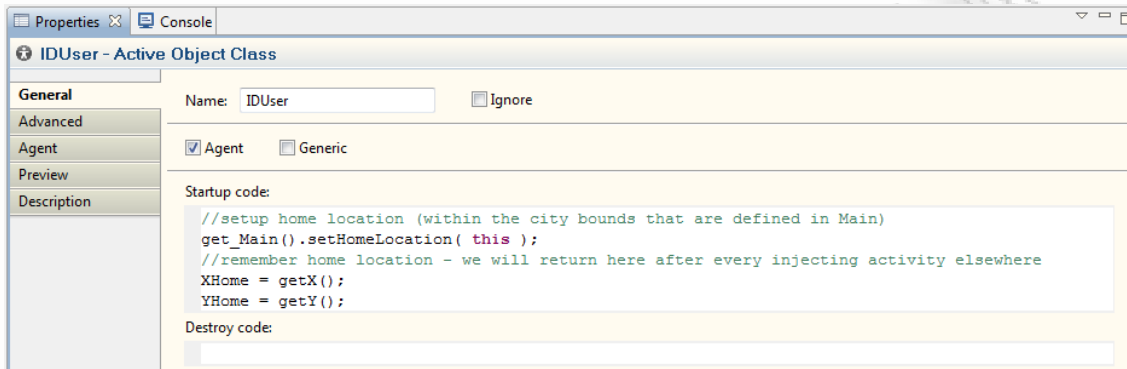 Properties Console
IDUser - Active Object Class
General
Advanced
Agent
Preview
Description
Name: IDUser Ignore
Agent Generic
Startup code:
//setup home location (within the city bounds that are defined in Main)
get_Main().setHomeLocation( this );
//remember home location - we will return here after every injecting activity elsewhere
XHome = getX();
YHome = getY();
Destroy code: